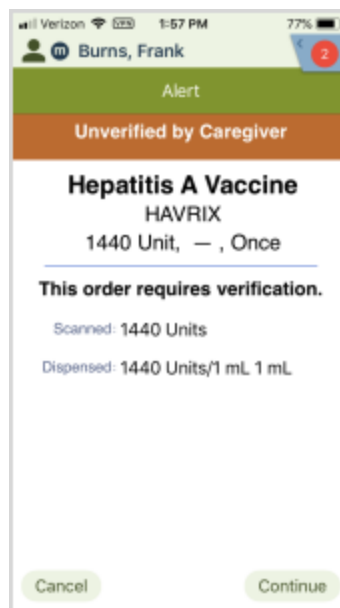 Verizon VPN 1:57 PM 77%
m Burns, Frank 2
Alert
Unverified by Caregiver
Hepatitis A Vaccine
HAVRIX
1440 Unit, — , Once
This order requires verification.
Scanned: 1440 Units
Dispensed: 1440 Units/1 mL 1 mL
Cancel Continue